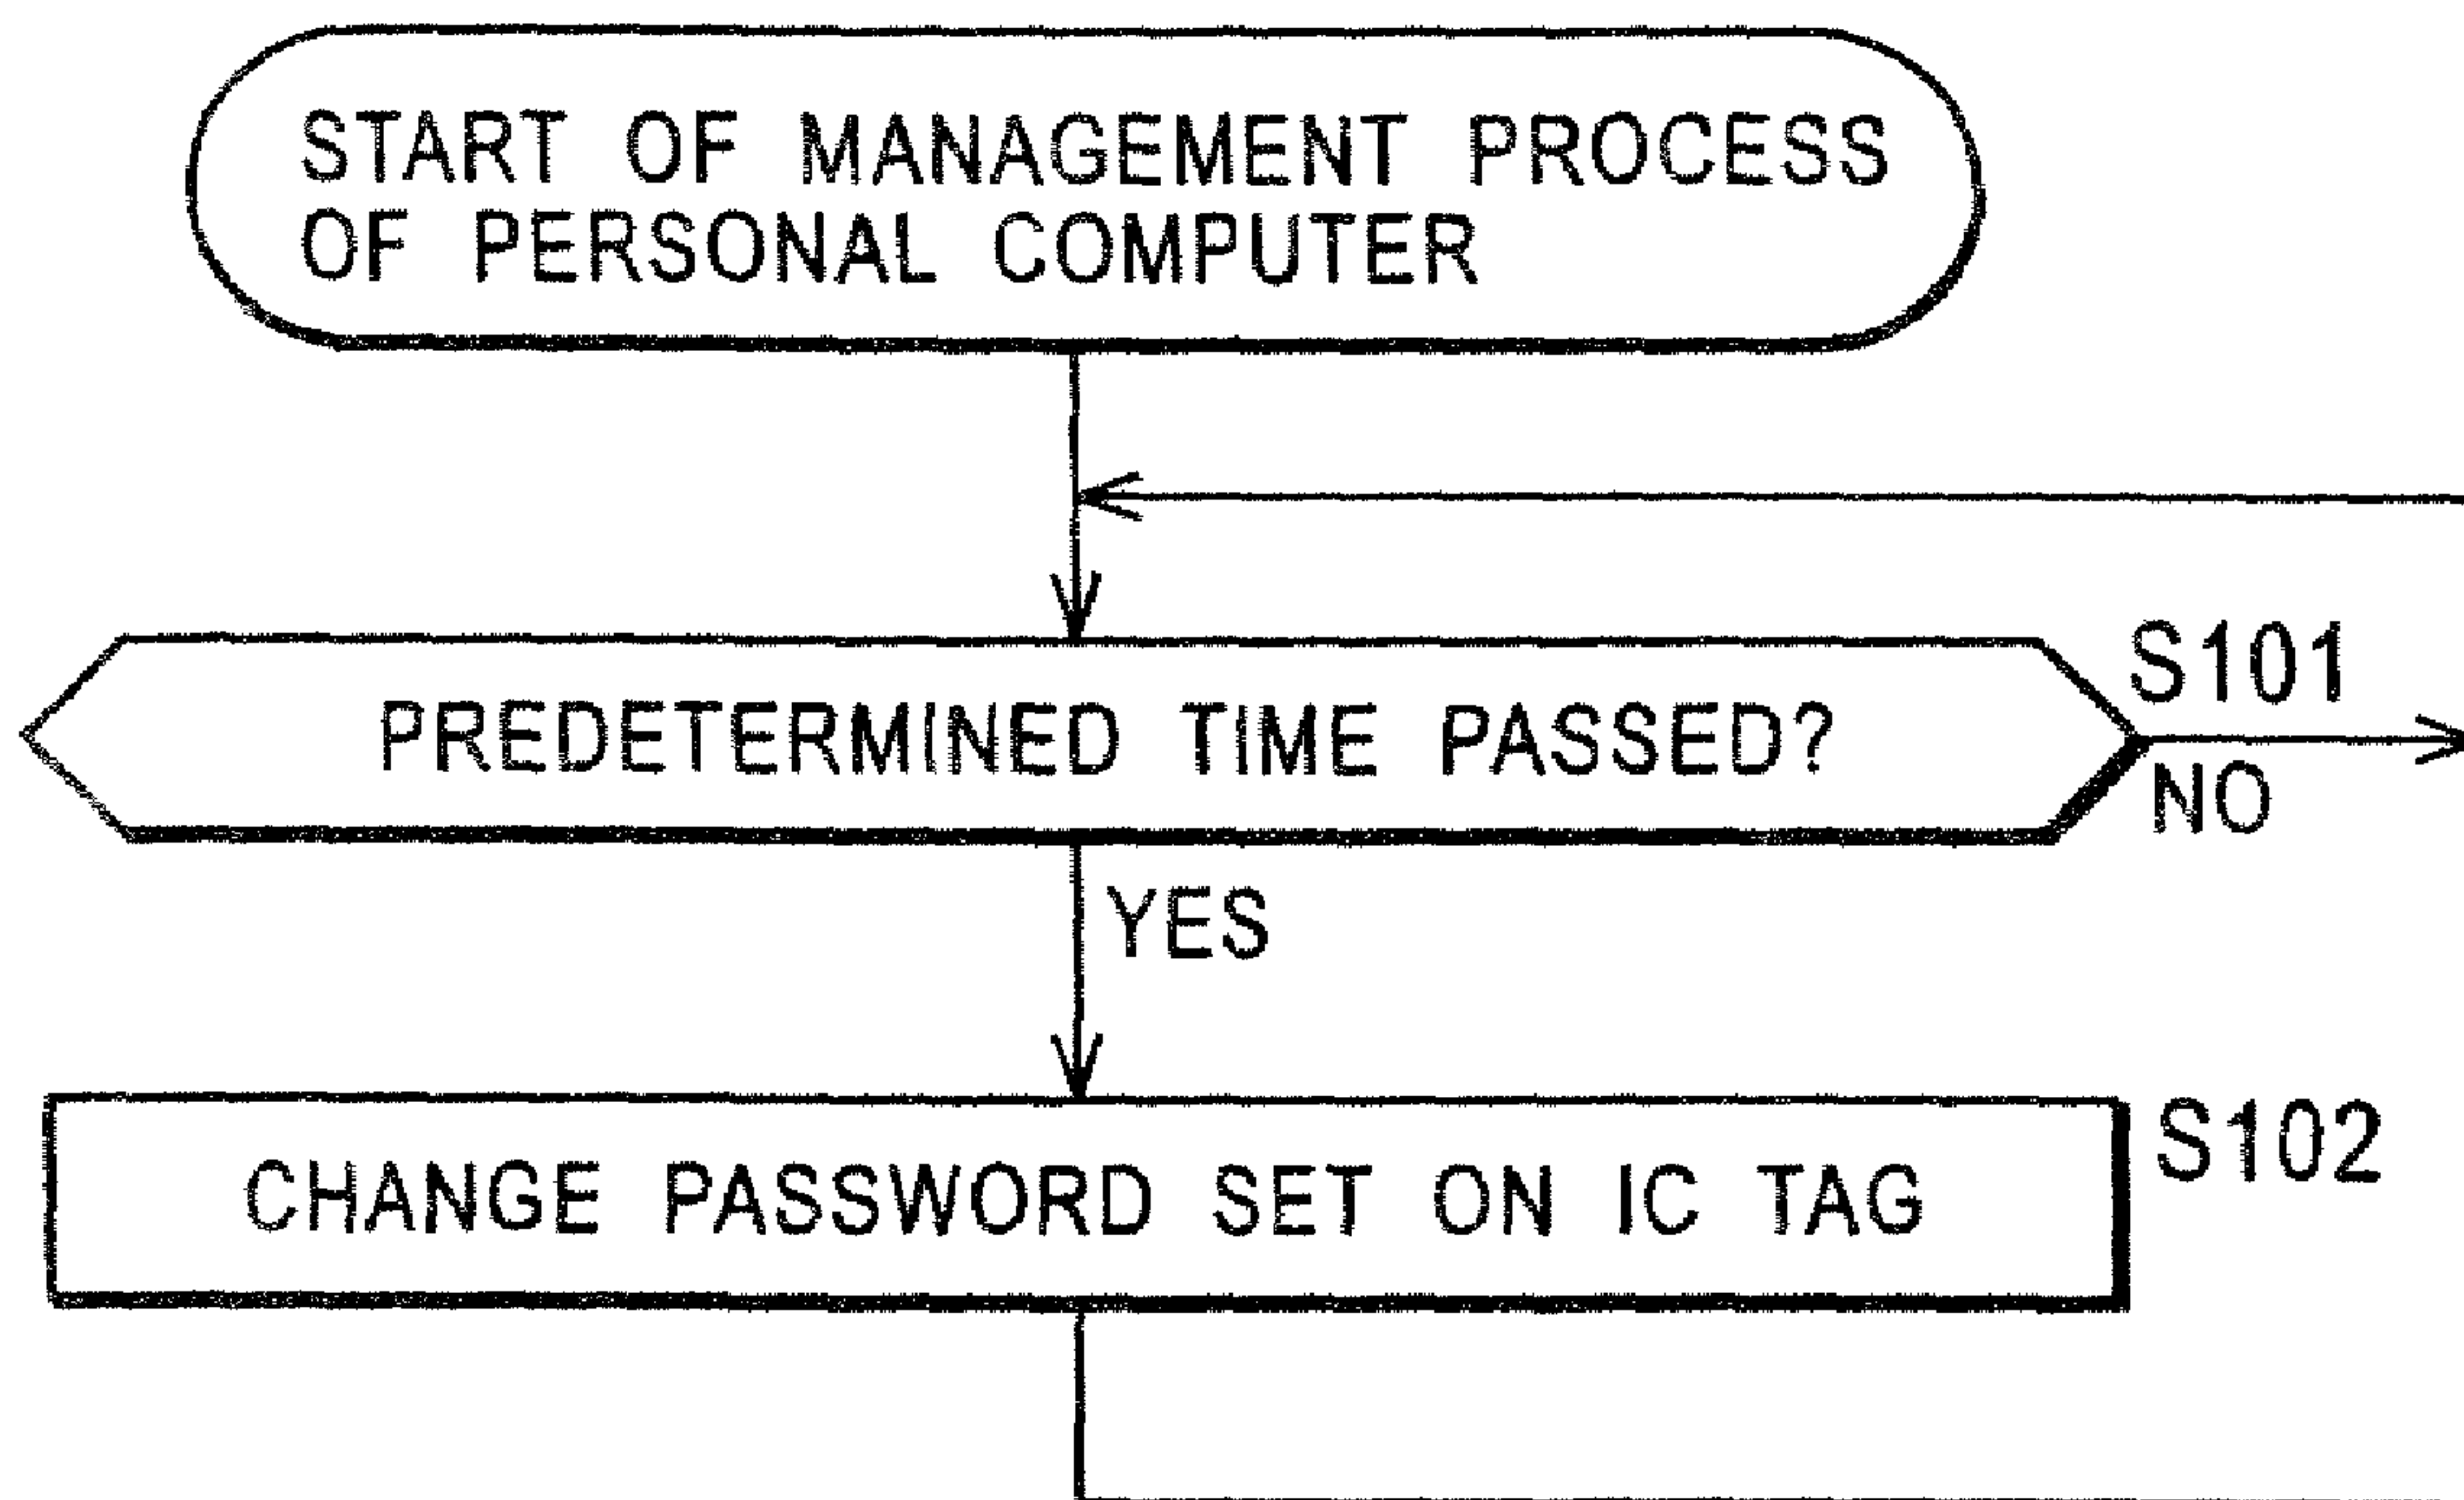 START OF MANAGEMENT PROCESS
OF PERSONAL COMPUTER
S101
PREDETERMINED TIME PASSED?
NO
YES
S102
CHANGE PASSWORD SET ON IC TAG